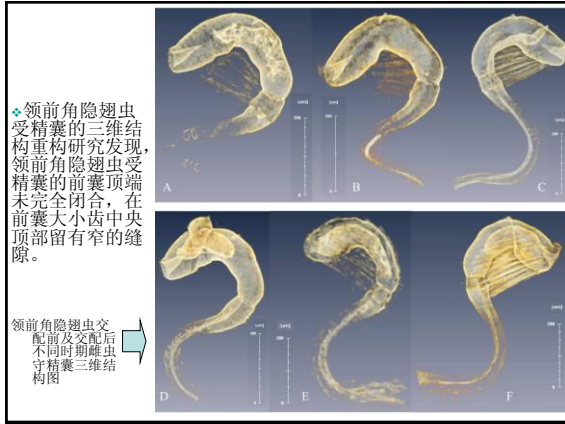 ❖领前角隐翅虫
受精囊的三维结
构重构研究发现，
领前角隐翅虫受
精囊的前囊顶端
未完全闭合，在
前囊大小齿中央
顶部留有窄的缝
隙。
领前角隐翅虫交
配前及交配后
不同时期雌虫
守精囊三维结
构图
A
B
C
D
E
F